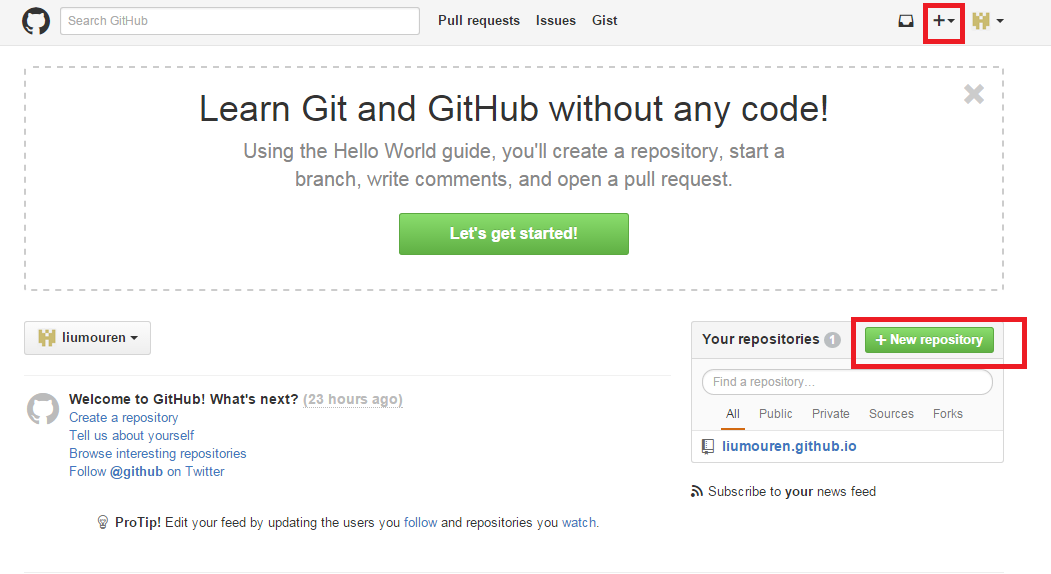 Search GitHub Pull requests Issues Gist
Learn Git and GitHub without any code!
Using the Hello World guide, you'll create a repository, start a
branch, write comments, and open a pull request.
Let's get started!
liumouren
Your repositories 1 + New repository
Find a repository…
All Public Private Sources Forks
liumouren.github.io
Subscribe to your news feed
Welcome to GitHub! What's next? (23 hours ago)
Create a repository
Tell us about yourself
Browse interesting repositories
Follow @github on Twitter
ProTip! Edit your feed by updating the users you follow and repositories you watch.